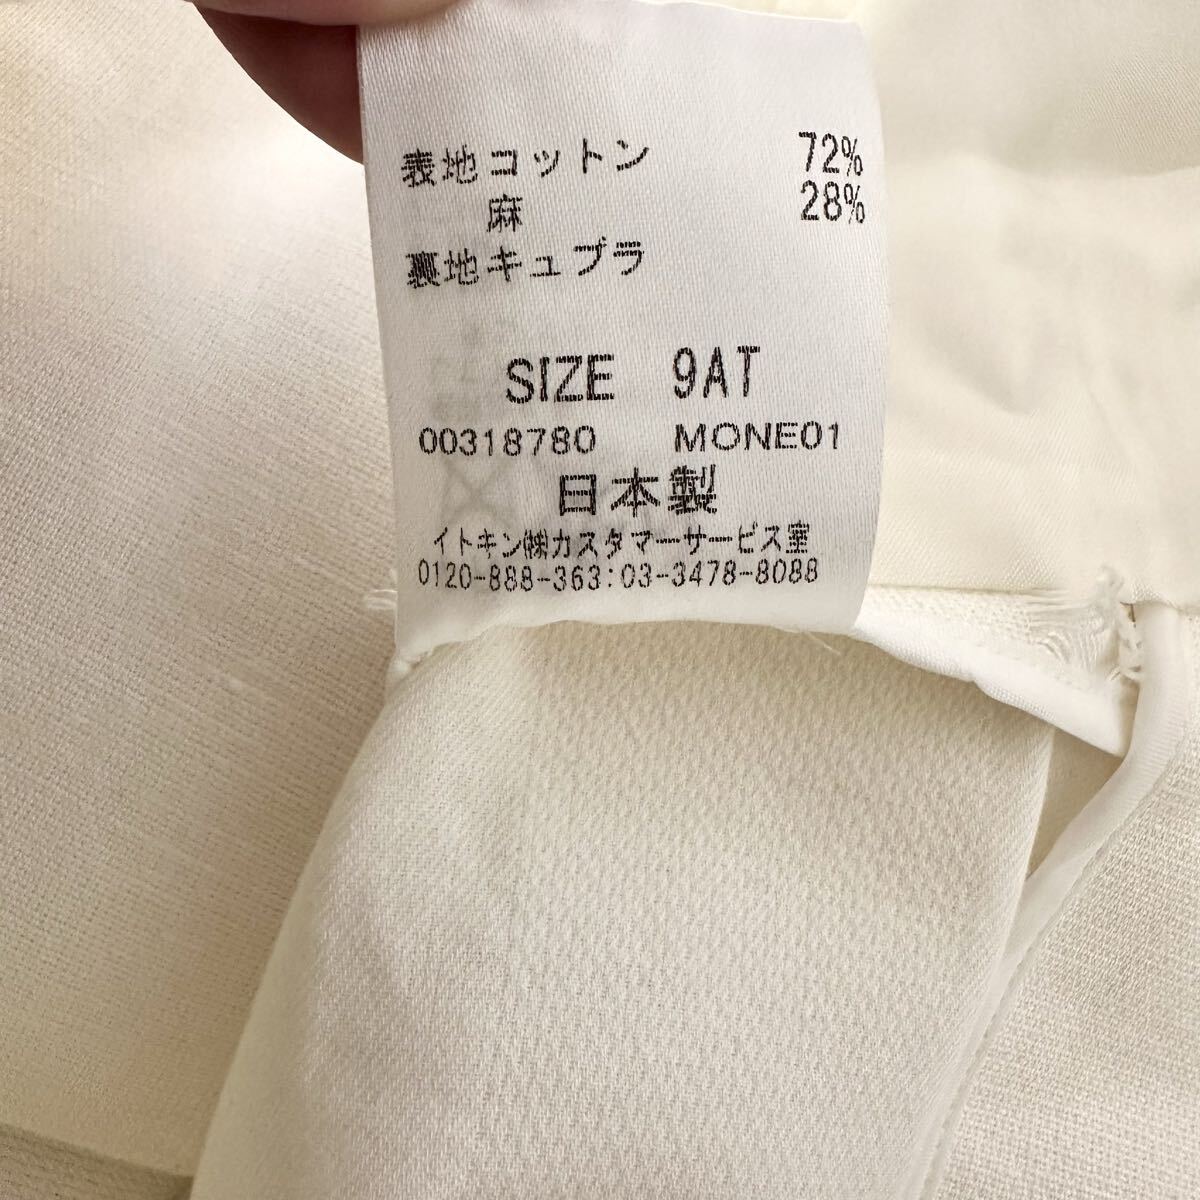 表地コットン 72%
麻 28%
裏地キュプラ
SIZE 9AT
00318780 MONE01
日本製
イトキン㈱カスタマーサービス室
0120-888-363:03-3478-8088